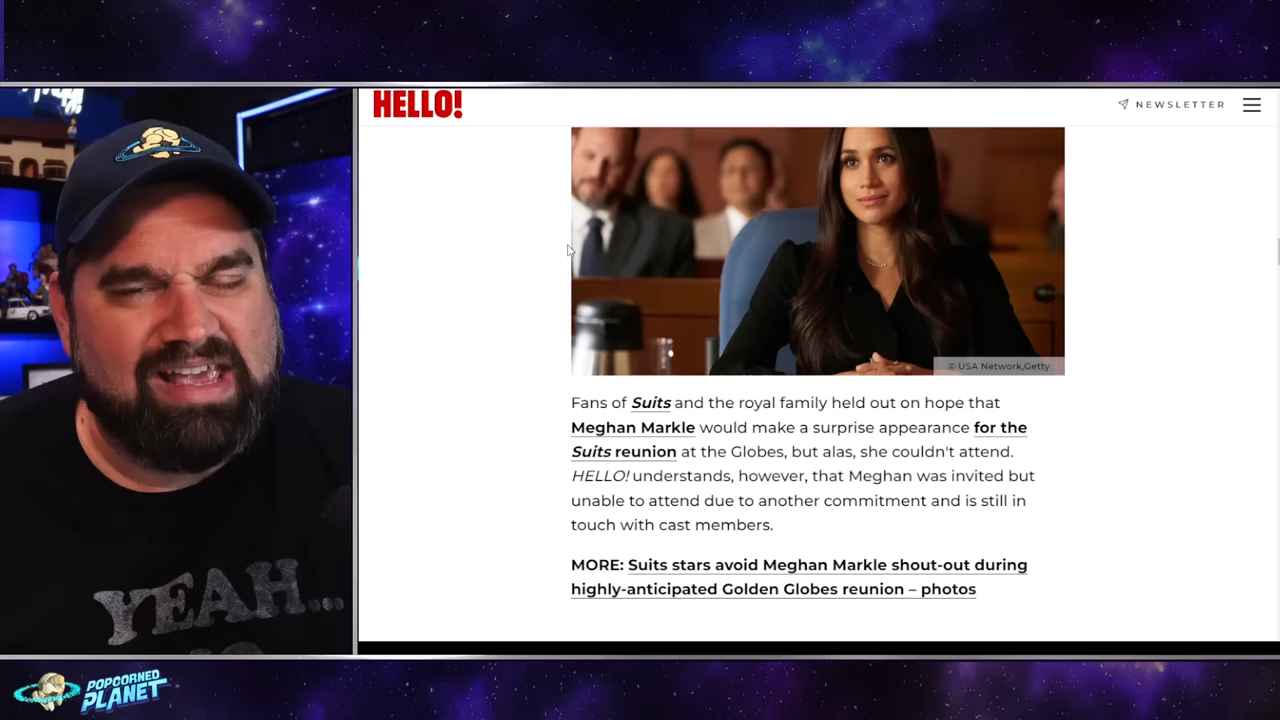 HELLO!
NEWSLETTER
© USA Network,Getty
Fans of Suits and the royal family held out on hope that
Meghan Markle would make a surprise appearance for the
Suits reunion at the Globes, but alas, she couldn't attend.
HELLO! understands, however, that Meghan was invited but
unable to attend due to another commitment and is still in
touch with cast members.
MORE: Suits stars avoid Meghan Markle shout-out during
highly-anticipated Golden Globes reunion – photos
YEAH...
POPCORNED
PLANET